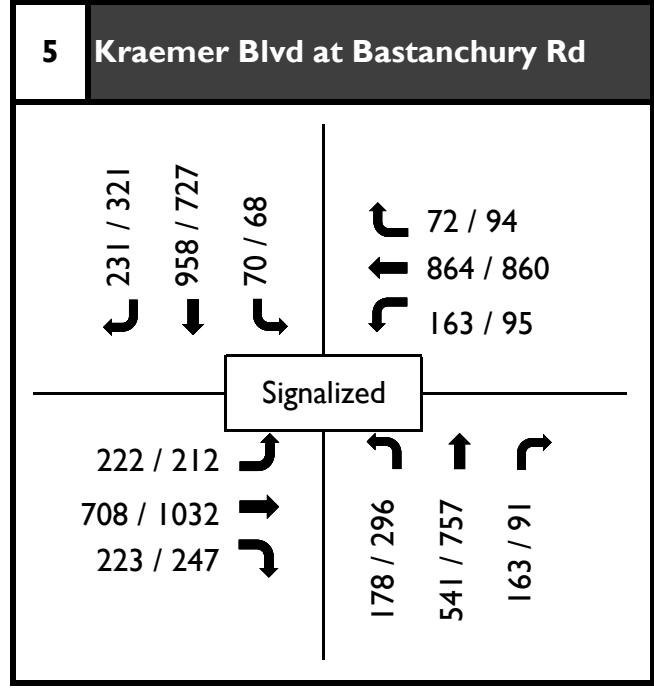 5
Kraemer Blvd at Bastanchury Rd
231 / 321
958 / 727
70 / 68
72 / 94
864 / 860
163 / 95
Signalized
222 / 212
708 / 1032
223 / 247
178 / 296
541 / 757
163 / 91